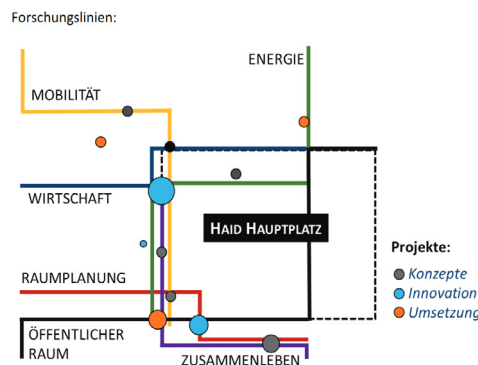 Forschungslinien:
ENERGIE
MOBILITÄT
WIRTSCHAFT
HAID HAUPTPLATZ
Projekte:
Konzepte
Innovation
Umsetzung
RAUMPLANUNG
ÖFFENTLICHER
RAUM
ZUSAMMENLEBEN